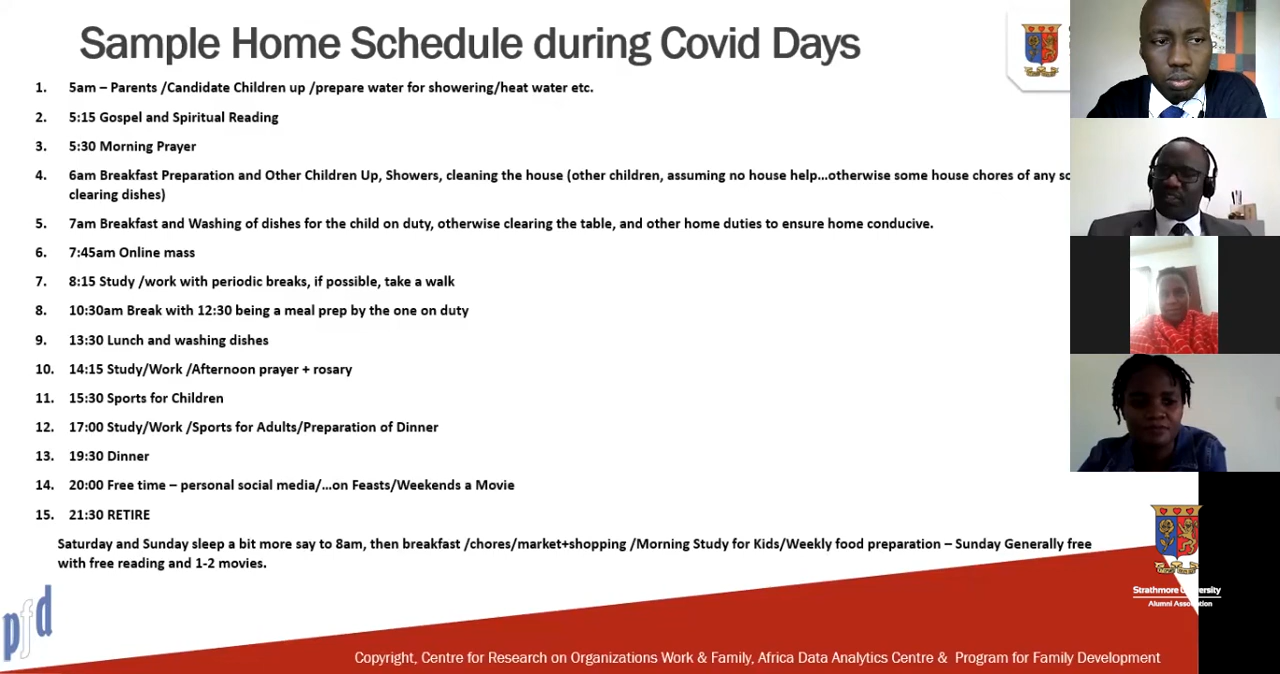 Sample Home Schedule during Covid Days
1. 5am – Parents /Candidate Children up /prepare water for showering/heat water etc.
2. 5:15 Gospel and Spiritual Reading
3. 5:30 Morning Prayer
4. 6am Breakfast Preparation and Other Children Up, Showers, cleaning the house (other children, assuming no house help...otherwise some house chores of any
clearing dishes)
5. 7am Breakfast and Washing of dishes for the child on duty, otherwise clearing the table, and other home duties to ensure home conducive.
6. 7:45am Online mass
7. 8:15 Study /work with periodic breaks, if possible, take a walk
8. 10:30am Break with 12:30 being a meal prep by the one on duty
9. 13:30 Lunch and washing dishes
10. 14:15 Study/Work /Afternoon prayer + rosary
11. 15:30 Sports for Children
12. 17:00 Study/Work /Sports for Adults/Preparation of Dinner
13. 19:30 Dinner
14. 20:00 Free time – personal social media/...on Feasts/Weekends a Movie
15. 21:30 RETIRE
Saturday and Sunday sleep a bit more say to 8am, then breakfast /chores/market+shopping /Morning Study for Kids/Weekly food preparation – Sunday Generally free
with free reading and 1-2 movies.
Strathmore University
Alumni Association
pfd
Copyright, Centre for Research on Organizations Work & Family, Africa Data Analytics Centre & Program for Family Development